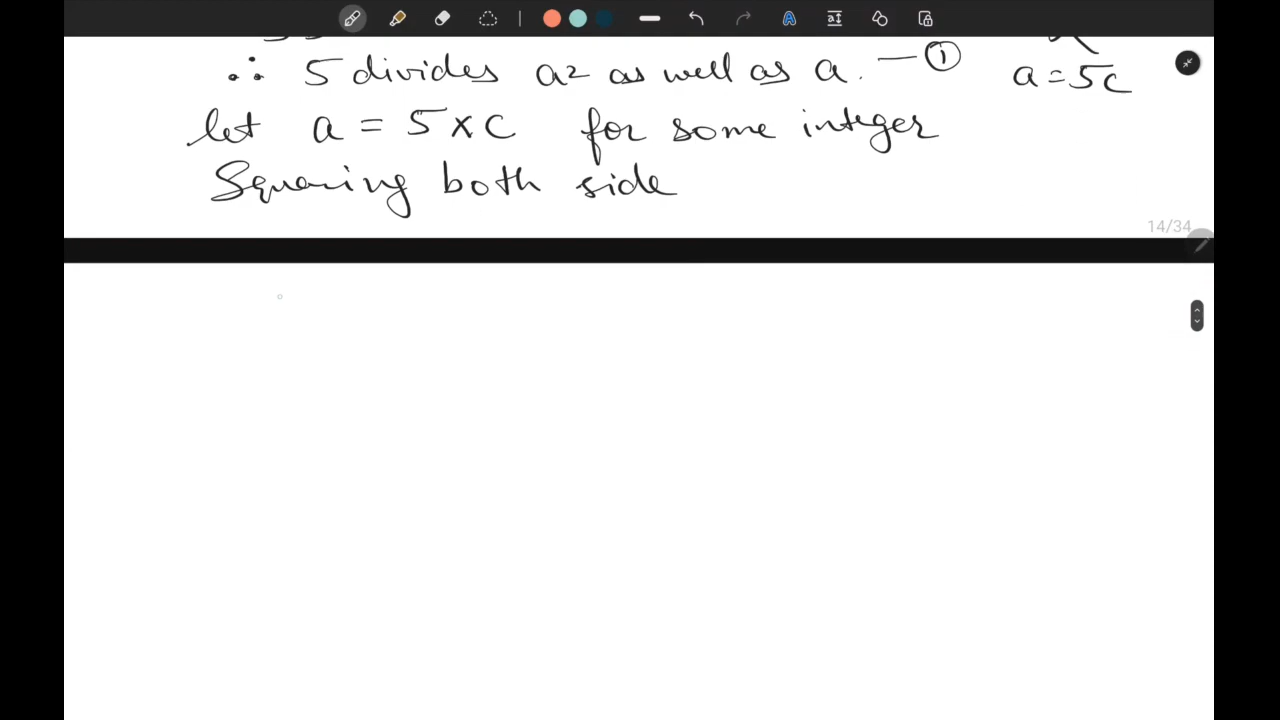 ∴ 5 divides a2 as well as a. — ①
a = 5c
let a = 5 × c for some integer
Squaring both side
14/34